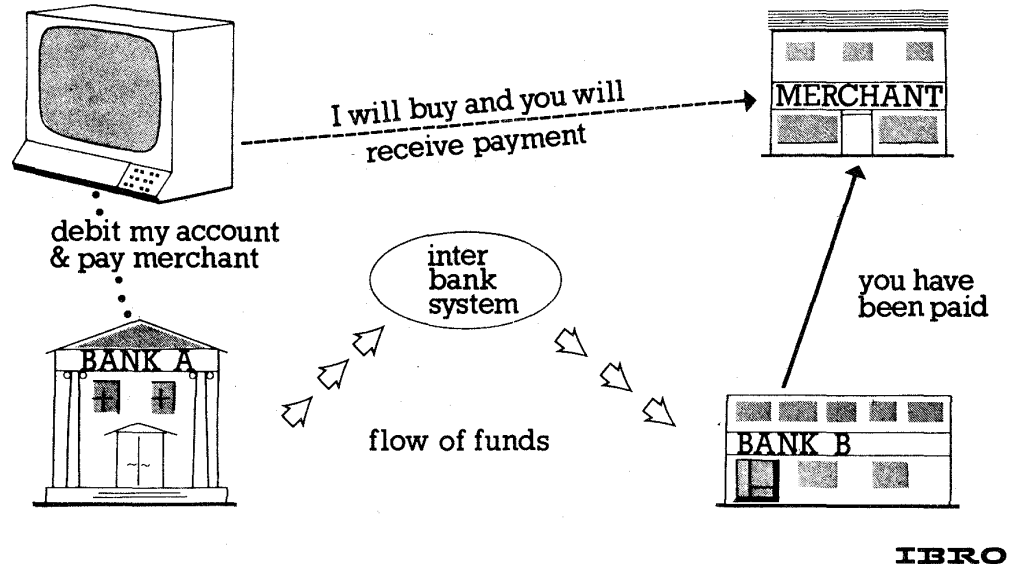 I will buy and you will
receive payment
MERCHANT
debit my account
& pay merchant
inter
bank
system
you have
been paid
BANK A
flow of funds
BANK B
IBRO